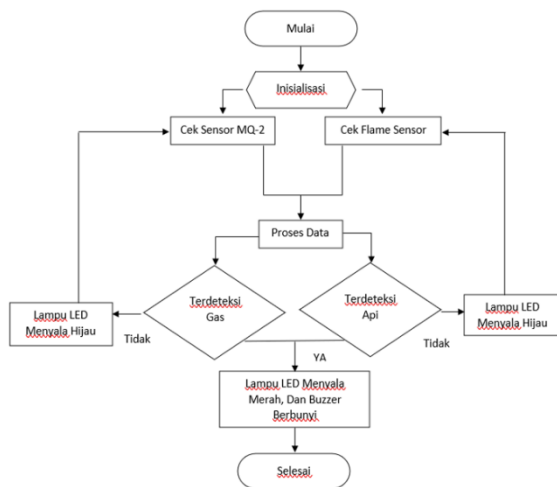 Mulai
Inisialisasi
Cek Sensor MQ-2
Cek Flame Sensor
Proses Data
Terdeteksi
Gas
Terdeteksi
Api
Lampu LED
Menyala Hijau
Tidak
Lampu LED
Menyala Hijau
Tidak
YA
Lampu LED Menyala
Merah, Dan Buzzer
Berbunyi
Selesai